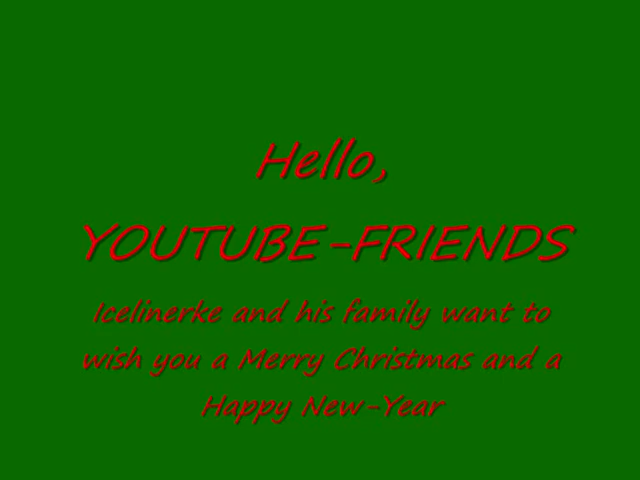 Hello,
YOUTUBE-FRIENDS
Icelinerke and his family want to
wish you a Merry Christmas and a
Happy New-Year